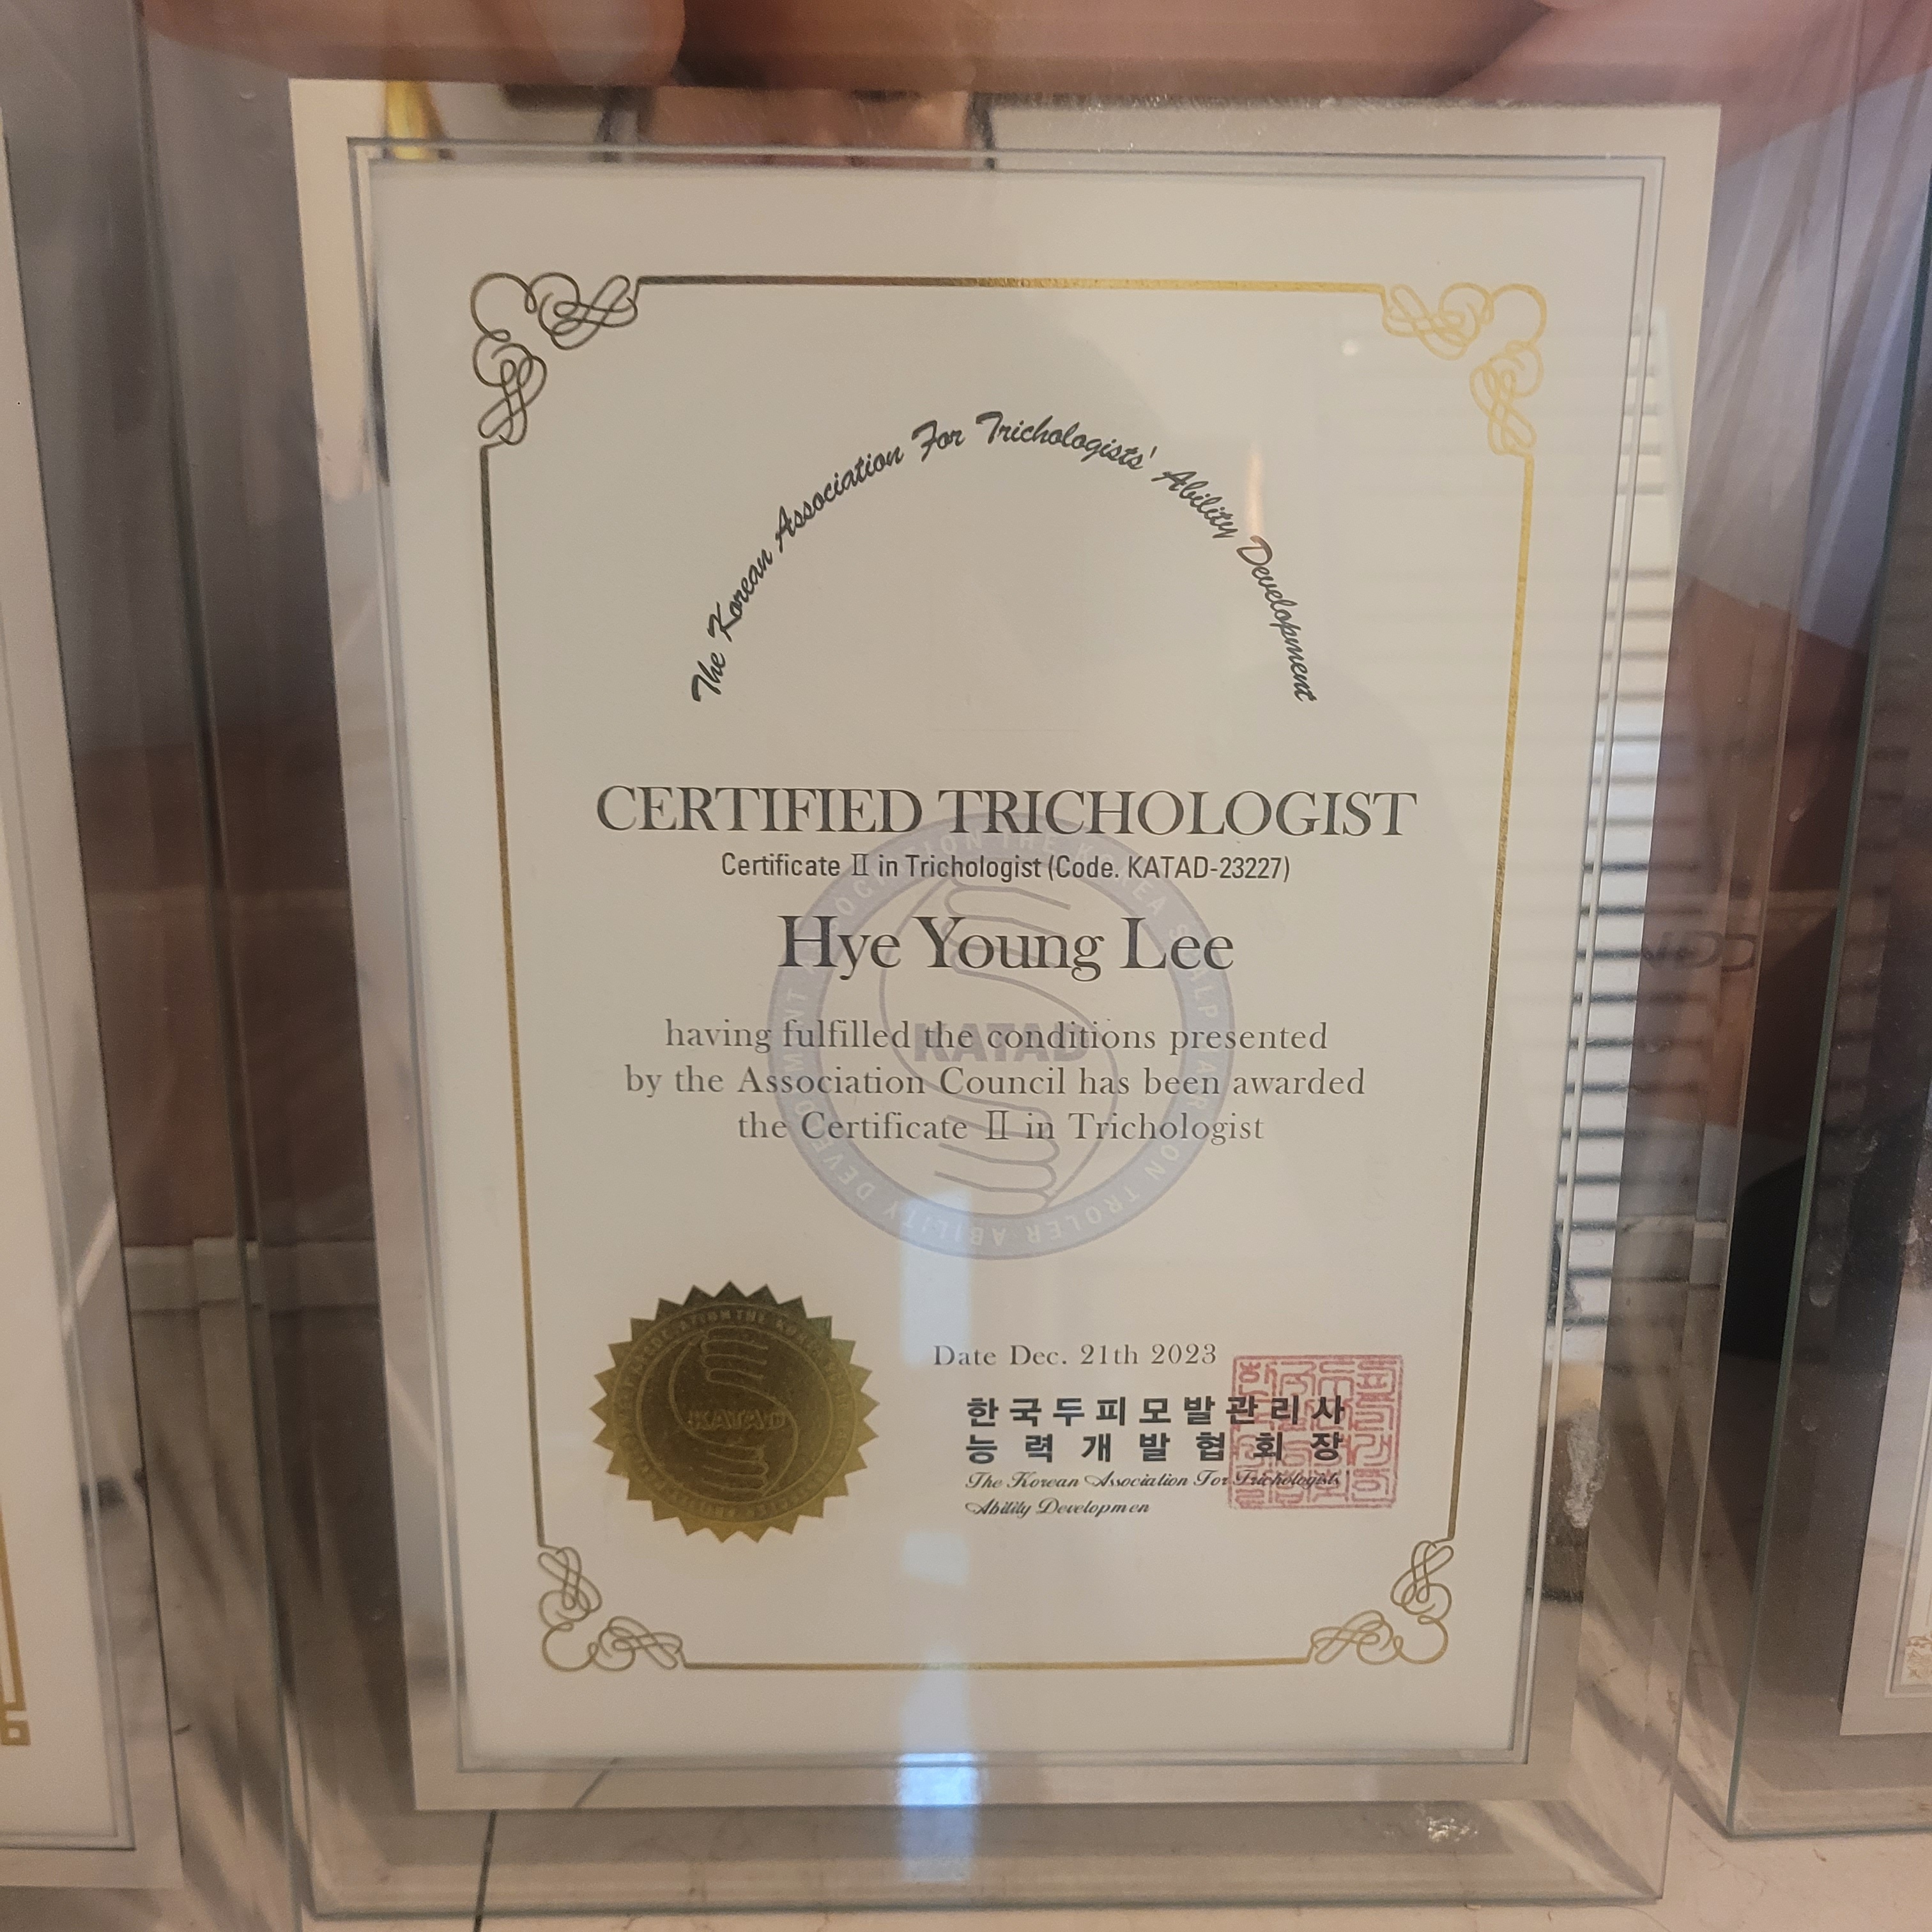 The Korean Association For Trichologists' Ability Development
CERTIFIED TRICHOLOGIST
Certificate Ⅱ in Trichologist (Code. KATAD-23227)
Hye Young Lee
having fulfilled the conditions presented
by the Association Council has been awarded
the Certificate Ⅱ in Trichologist
KATAD
KATAD
Date Dec. 21th 2023
한국두피모발관리사
능력개발협회장
The Korean Association For Trichologists'
Ability Developmen